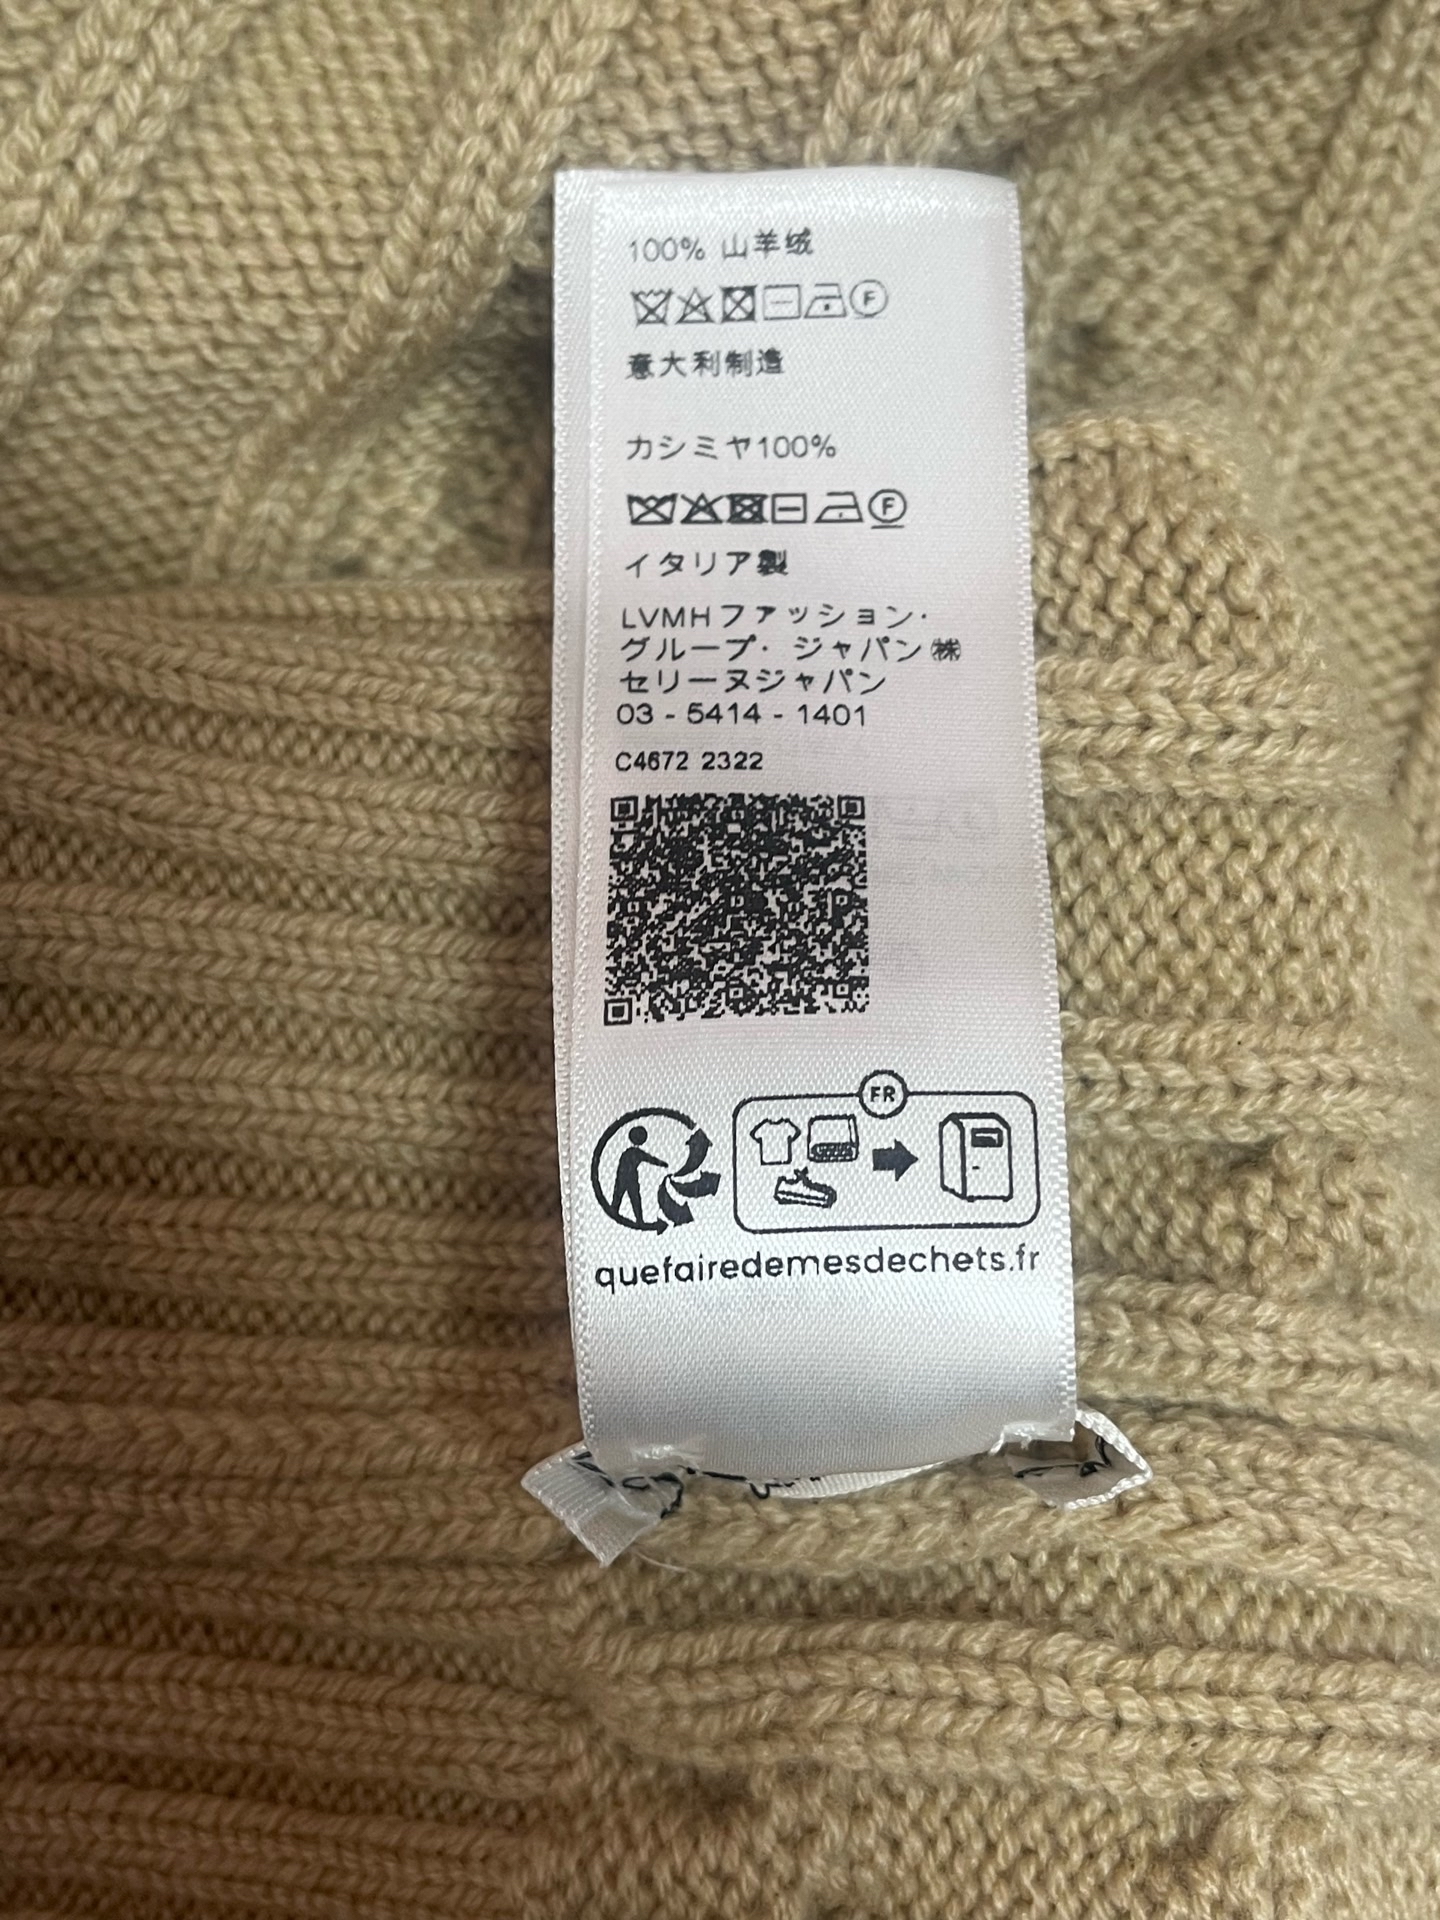 100% 山羊绒
F
意大利制造
カシミヤ100%
F
イタリア製
LVMHファッション・
グループ・ジャパン㈱
セリーヌジャパン
03 - 5414 - 1401
C4672 2322
FR
quefairedemesdechets.fr